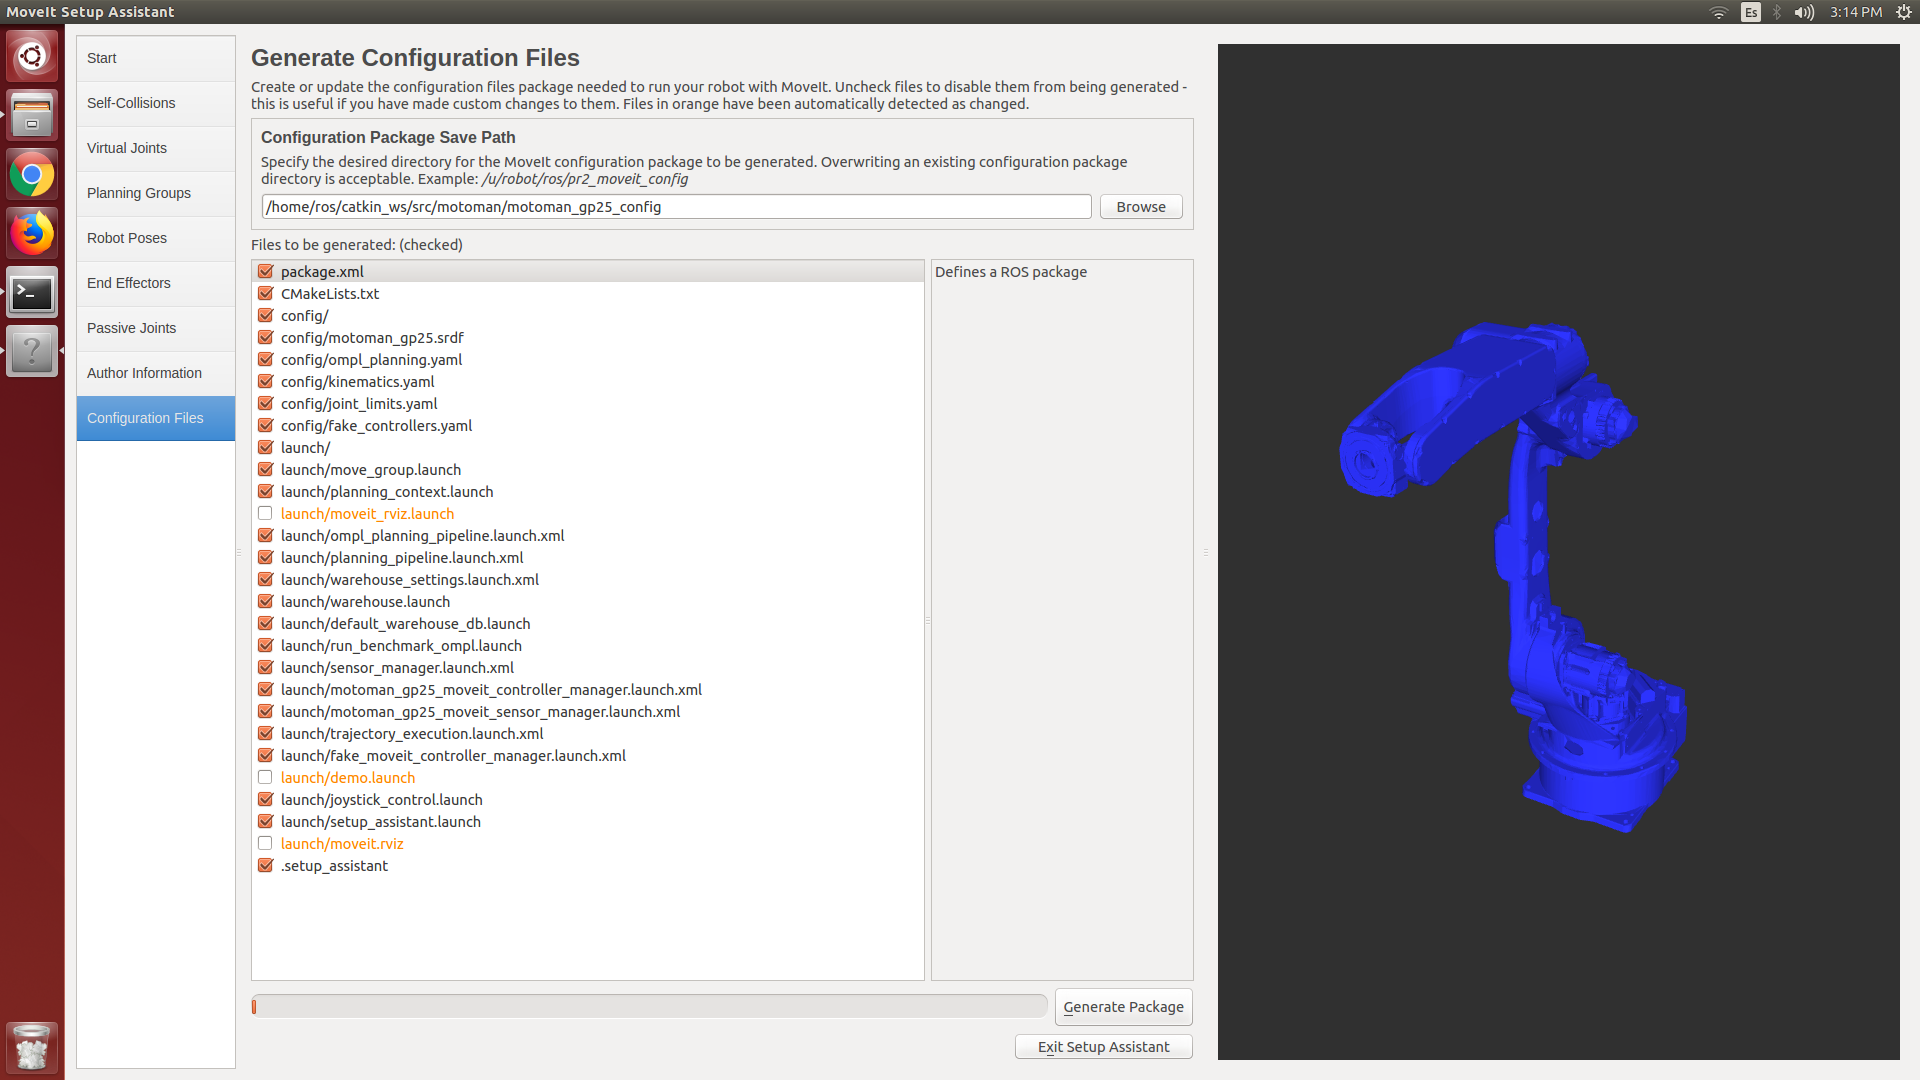 MoveIt Setup Assistant
Es
3:14 PM
Start
Self-Collisions
Virtual Joints
Planning Groups
Robot Poses
End Effectors
Passive Joints
Author Information
Configuration Files
Generate Configuration Files
Create or update the configuration files package needed to run your robot with MoveIt. Uncheck files to disable them from being generated -
this is useful if you have made custom changes to them. Files in orange have been automatically detected as changed.
Configuration Package Save Path
Specify the desired directory for the MoveIt configuration package to be generated. Overwriting an existing configuration package
directory is acceptable. Example: /u/robot/ros/pr2_moveit_config
/home/ros/catkin_ws/src/motoman/motoman_gp25_config
Browse
Files to be generated: (checked)
package.xml
CMakeLists.txt
config/
config/motoman_gp25.srdf
config/ompl_planning.yaml
config/kinematics.yaml
config/joint_limits.yaml
config/fake_controllers.yaml
launch/
launch/move_group.launch
launch/planning_context.launch
launch/moveit_rviz.launch
launch/ompl_planning_pipeline.launch.xml
launch/planning_pipeline.launch.xml
launch/warehouse_settings.launch.xml
launch/warehouse.launch
launch/default_warehouse_db.launch
launch/run_benchmark_ompl.launch
launch/sensor_manager.launch.xml
launch/motoman_gp25_moveit_controller_manager.launch.xml
launch/motoman_gp25_moveit_sensor_manager.launch.xml
launch/trajectory_execution.launch.xml
launch/fake_moveit_controller_manager.launch.xml
launch/demo.launch
launch/joystick_control.launch
launch/setup_assistant.launch
launch/moveit.rviz
.setup_assistant
Defines a ROS package
Generate Package
Exit Setup Assistant